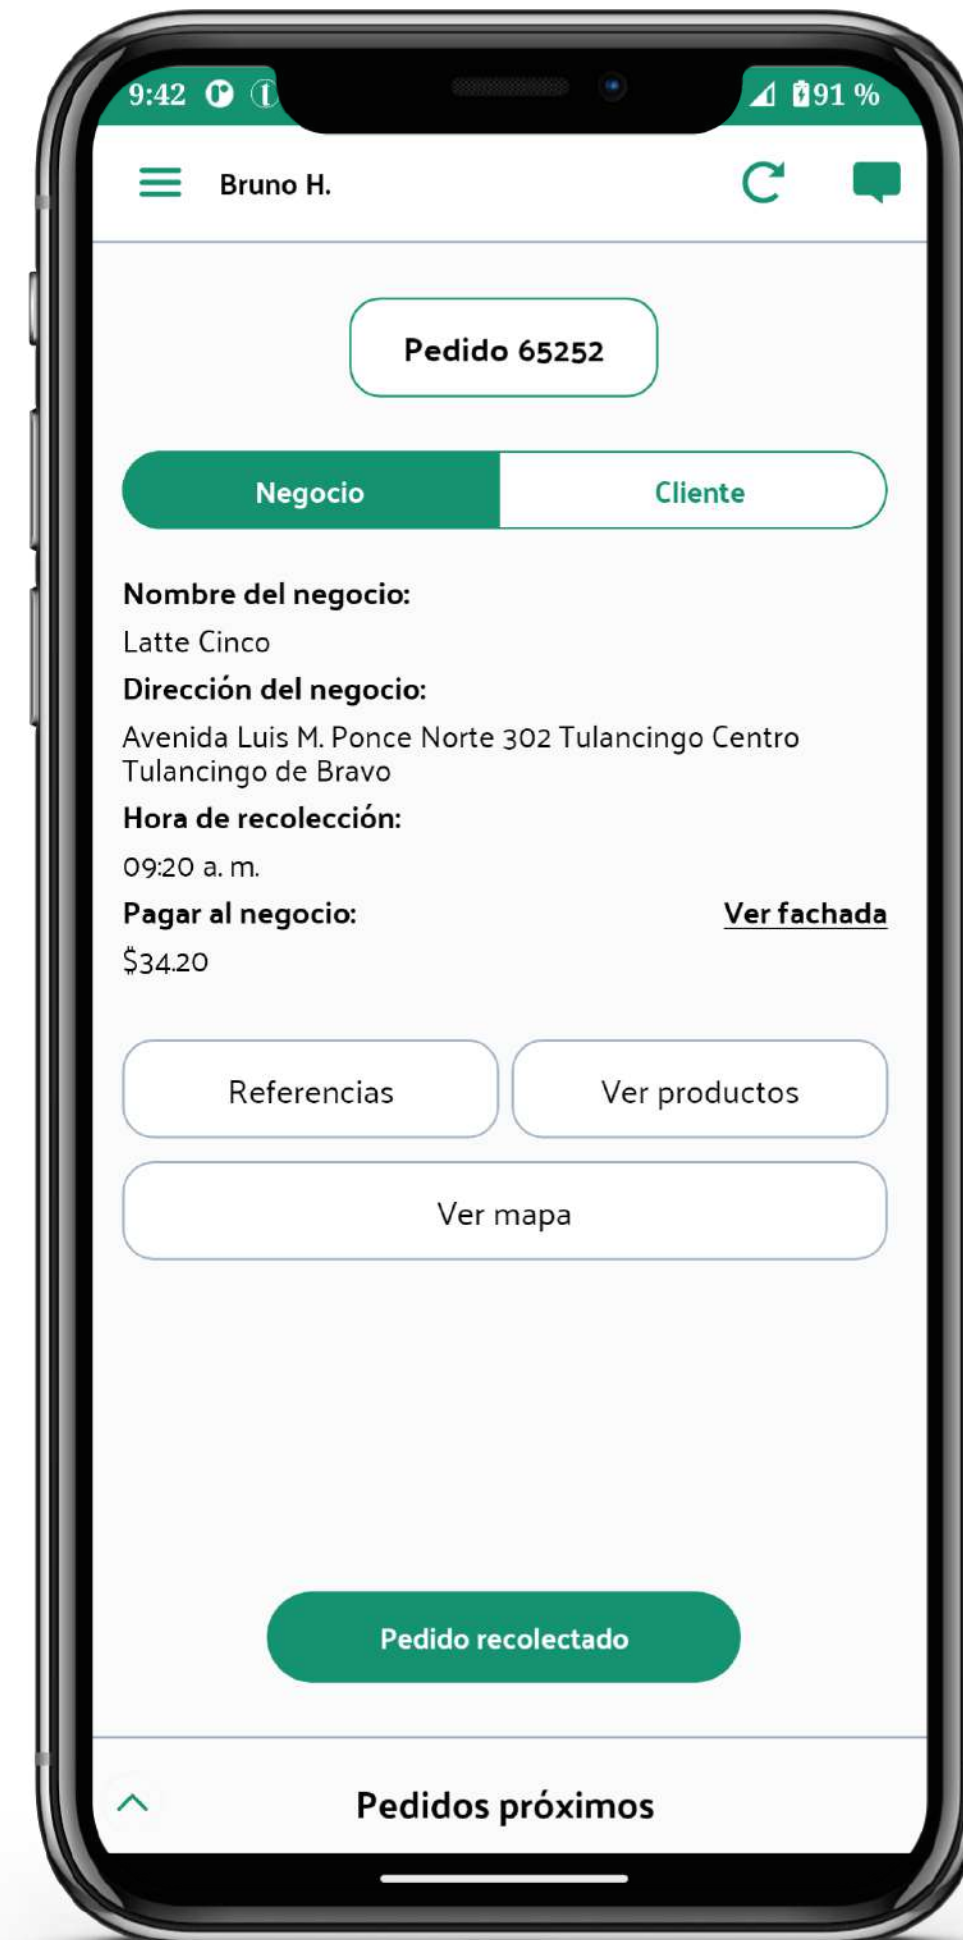 9:42
91 %
Bruno H.
Pedido 65252
Negocio
Cliente
Nombre del negocio:
Latte Cinco
Dirección del negocio:
Avenida Luis M. Ponce Norte 302 Tulancingo Centro
Tulancingo de Bravo
Hora de recolección:
09:20 a. m.
Pagar al negocio:
Ver fachada
$34.20
Referencias
Ver productos
Ver mapa
Pedido recolectado
Pedidos próximos